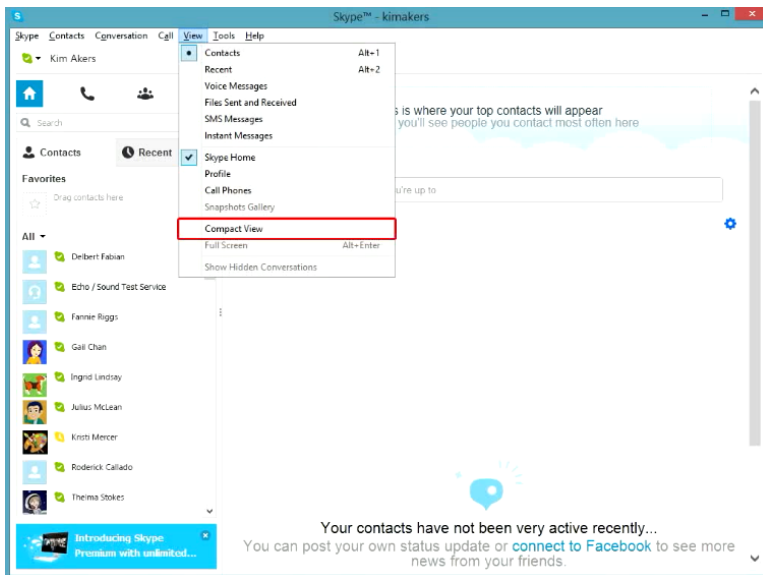 Skype™ - kimakers
Skype Contacts Conversation Call View Tools Help
Kim Akers
Contacts Alt+1
Recent Alt+2
Voice Messages
Files Sent and Received
SMS Messages
Instant Messages
Skype Home
Profile
Call Phones
Snapshots Gallery
Compact View
Full Screen Alt+Enter
Show Hidden Conversations
Search
Contacts Recent
Favorites
Drag contacts here
All
Delbert Fabian
Echo / Sound Test Service
Fannie Riggs
Gail Chan
Ingrid Lindsay
Julius McLean
Kristi Mercer
Roderick Callado
Thelma Stokes
Introducing Skype
Premium with unlimited...
s is where your top contacts will appear
you'll see people you contact most often here
u're up to
Your contacts have not been very active recently...
You can post your own status update or connect to Facebook to see more
news from your friends.